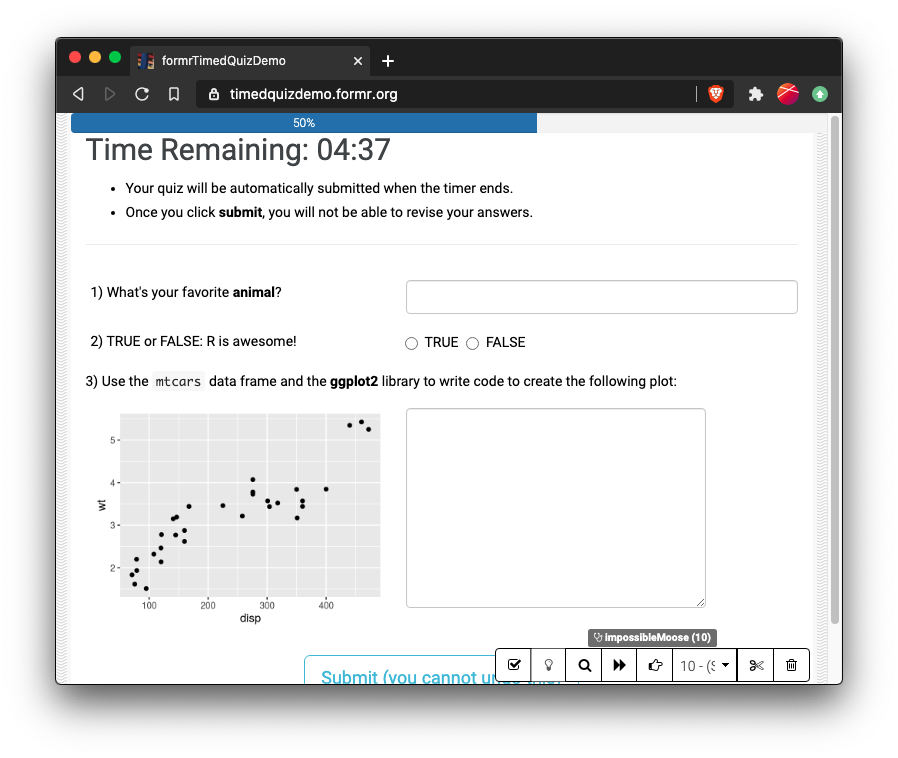 formrTimedQuizDemo
timedquizdemo.formr.org
50%
Time Remaining: 04:37
Your quiz will be automatically submitted when the timer ends.
Once you click submit, you will not be able to revise your answers.
1) What's your favorite animal?
2) TRUE or FALSE: R is awesome!
TRUE FALSE
3) Use the mtcars data frame and the ggplot2 library to write code to create the following plot:
5
4
wt
3
2
100 200 300 400
disp
impossibleMoose (10)
10 - (S
Submit (you cannot